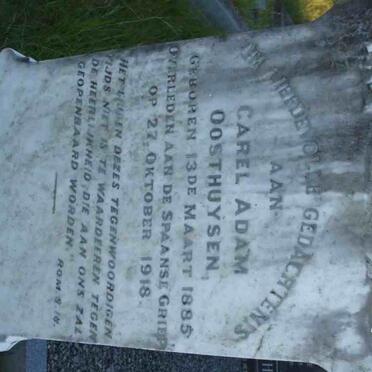 IN LIEFDEVOLLE GEDACHTENIS
AAN
CAREL ADAM
OOSTHUYSEN,
GEBOREN 13DE MAART 1885
OVERLEDEN AAN DE SPAANSE GRIEP
OP 27. OKTOBER 1918.
HET LIJDEN DEZES TEGENWOORDIGEN
TIJDS NIET IS TE WAARDEEREN TEGEN
DE HEERLIJKHEID, DIE AAN ONS ZAL
GEOPENBAARD WORDEN."
ROM 8:18.